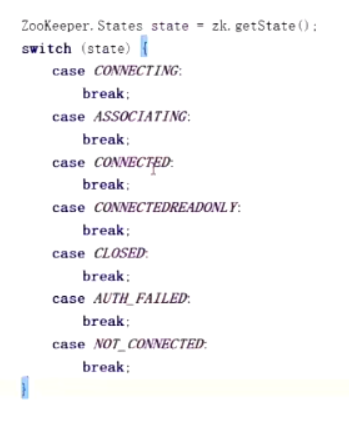 ZooKeeper.States state = zk.getState();
switch (state) {
case CONNECTING:
break;
case ASSOCIATING:
break;
case CONNECTED:
break;
case CONNECTEDREADONLY:
break;
case CLOSED:
break;
case AUTH_FAILED:
break;
case NOT_CONNECTED:
break;
}